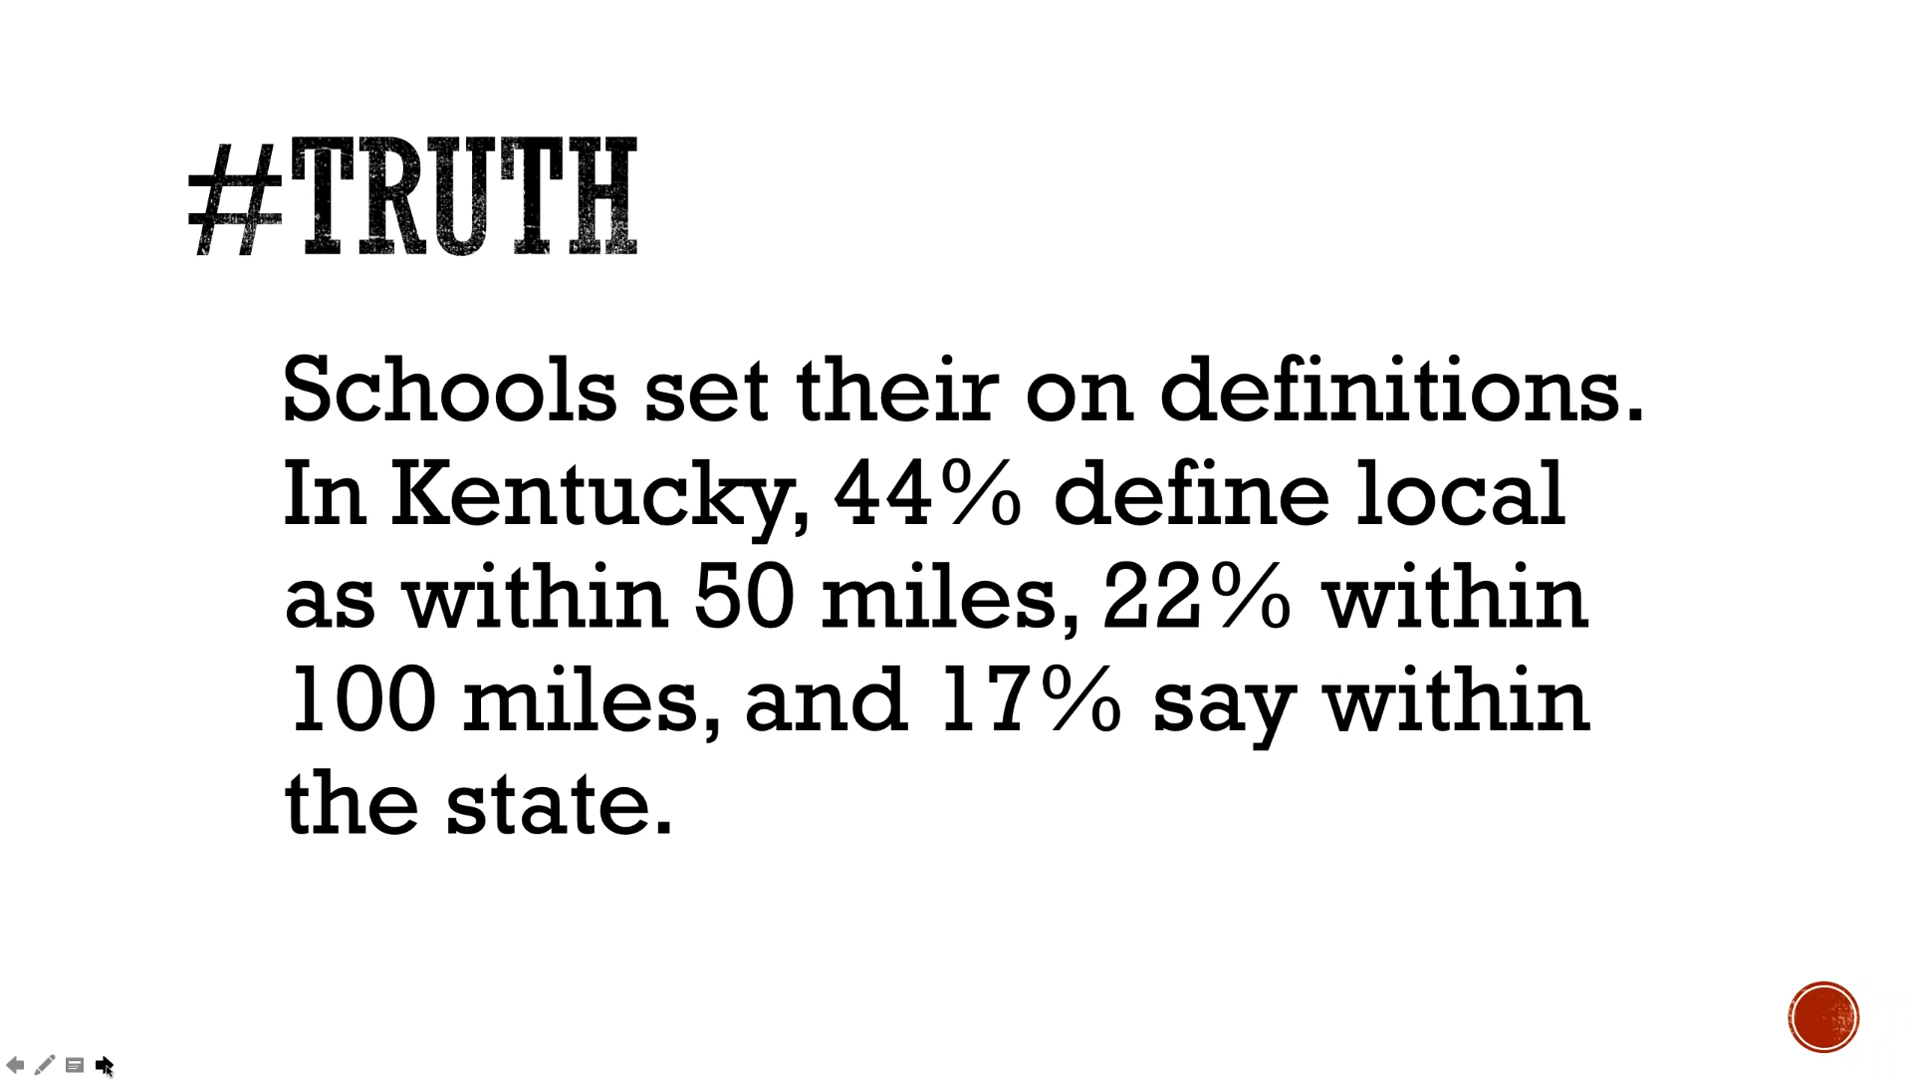 #TRUTH
Schools set their on definitions.
In Kentucky, 44% define local
as within 50 miles, 22% within
100 miles, and 17% say within
the state.